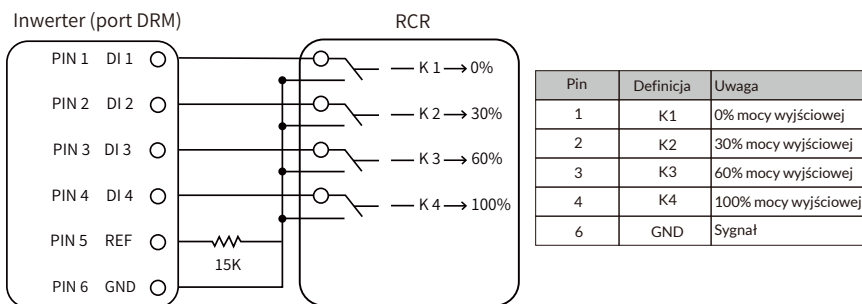 Inwerter (port DRM)
RCR
PIN 1 DI 1
K 1 → 0%
PIN 2 DI 2
K 2 → 30%
PIN 3 DI 3
K 3 → 60%
PIN 4 DI 4
K 4 → 100%
PIN 5 REF
15K
PIN 6 GND
Pin Definicja Uwaga
1 K1 0% mocy wyjściowej
2 K2 30% mocy wyjściowej
3 K3 60% mocy wyjściowej
4 K4 100% mocy wyjściowej
6 GND Sygnał